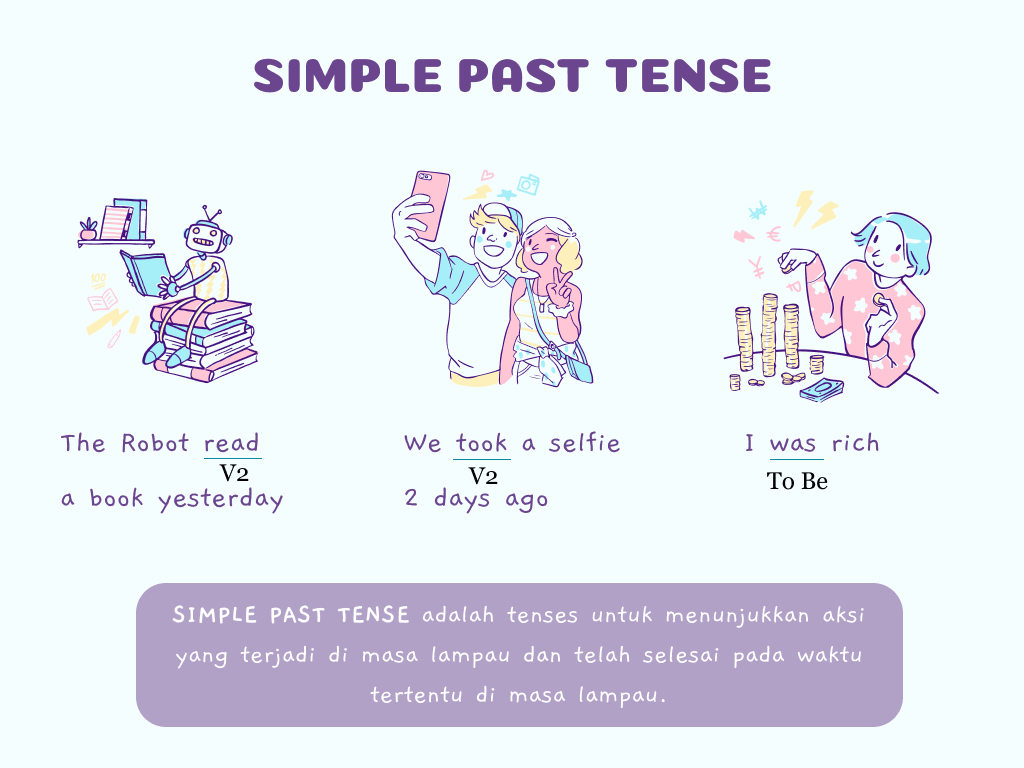 SIMPLE PAST TENSE
The Robot read
V2
a book yesterday
We took a selfie
V2
2 days ago
I was rich
To Be
SIMPLE PAST TENSE adalah tenses untuk menunjukkan aksi
yang terjadi di masa lampau dan telah selesai pada waktu
tertentu di masa lampau.